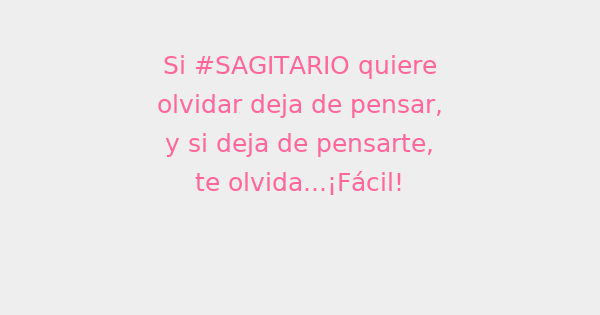 Si #SAGITARIO quiere
olvidar deja de pensar,
y si deja de pensarte,
te olvida...¡Fácil!